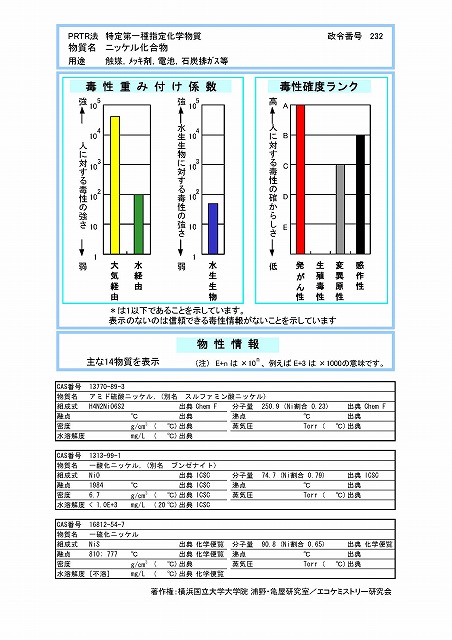 PRTR法 特定第一種指定化学物質 政令番号 232
物質名 ニッケル化合物
用途 触媒, ﾒｯｷ剤, 電池, 石炭排ｶﾞｽ等
毒性重み付け係数
強 ← 人に対する毒性の強さ → 弱
10⁵
10⁴
10³
10²
10
1
大気経由
水経由
強 ← 水生生物に対する毒性の強さ → 弱
10⁵
10⁴
10³
10²
10
1
水生生物
毒性確度ランク
高 ← 人に対する毒性の確からしさ → 低
A
B
C
D
E
発がん性
生殖毒性
変異原性
感作性
*は1以下であることを示しています。
表示のないのは信頼できる毒性情報がないことを示しています
物性情報
主な14物質を表示 (注) E+n は ×10ⁿ、例えば E+3 は ×1000の意味です。
CAS番号 13770-89-3
物質名 アミド硫酸ニッケル, (別名 スルファミン酸ニッケル)
組成式 H4N2NiO6S2 出典 Chem F 分子量 250.9 (Ni割合 0.23) 出典 Chem F
融点 ℃ 出典 沸点 ℃ 出典
密度 g/cm³ ( ℃) 出典 蒸気圧 Torr ( ℃) 出典
水溶解度 mg/L ( ℃) 出典
CAS番号 1313-99-1
物質名 一酸化ニッケル, (別名 ブンゼナイト)
組成式 NiO 出典 ICSC 分子量 74.7 (Ni割合 0.79) 出典 ICSC
融点 1984 ℃ 出典 ICSC 沸点 ℃ 出典
密度 6.7 g/cm³ ( ℃) 出典 ICSC 蒸気圧 Torr ( ℃) 出典
水溶解度 < 1.0E+3 mg/L (20℃) 出典 ICSC
CAS番号 16812-54-7
物質名 一硫化ニッケル
組成式 NiS 出典 化学便覧 分子量 90.8 (Ni割合 0.65) 出典 化学便覧
融点 810; 777 ℃ 出典 化学便覧 沸点 ℃ 出典
密度 g/cm³ ( ℃) 出典 蒸気圧 Torr ( ℃) 出典
水溶解度 [不溶] mg/L ( ℃) 出典 化学便覧
著作権:横浜国立大学大学院 浦野・亀屋研究室/エコケミストリー研究会